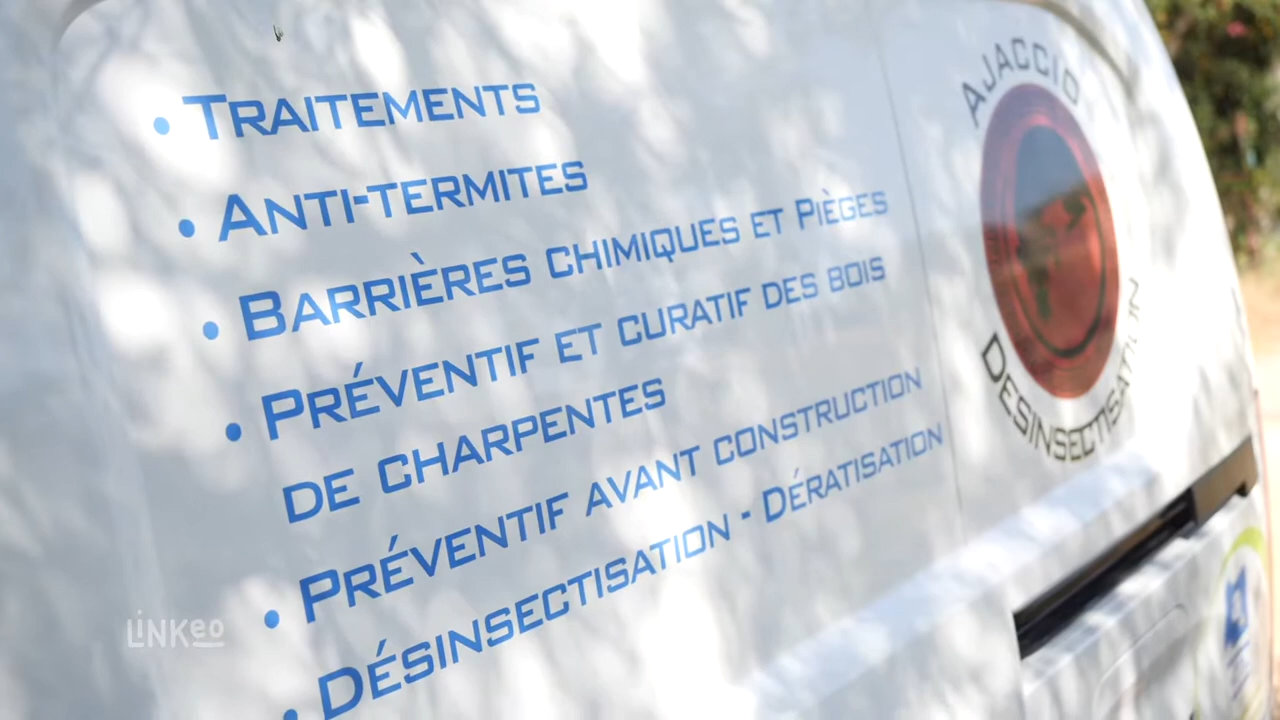 • TRAITEMENTS
• ANTI-TERMITES
• BARRIÈRES CHIMIQUES ET PIÈGES
• PRÉVENTIF ET CURATIF DES BOIS
DE CHARPENTES
• PRÉVENTIF AVANT CONSTRUCTION
• DÉSINSECTISATION - DÉRATISATION
AJACCIO
DESINSECTISATION
LiNKeo